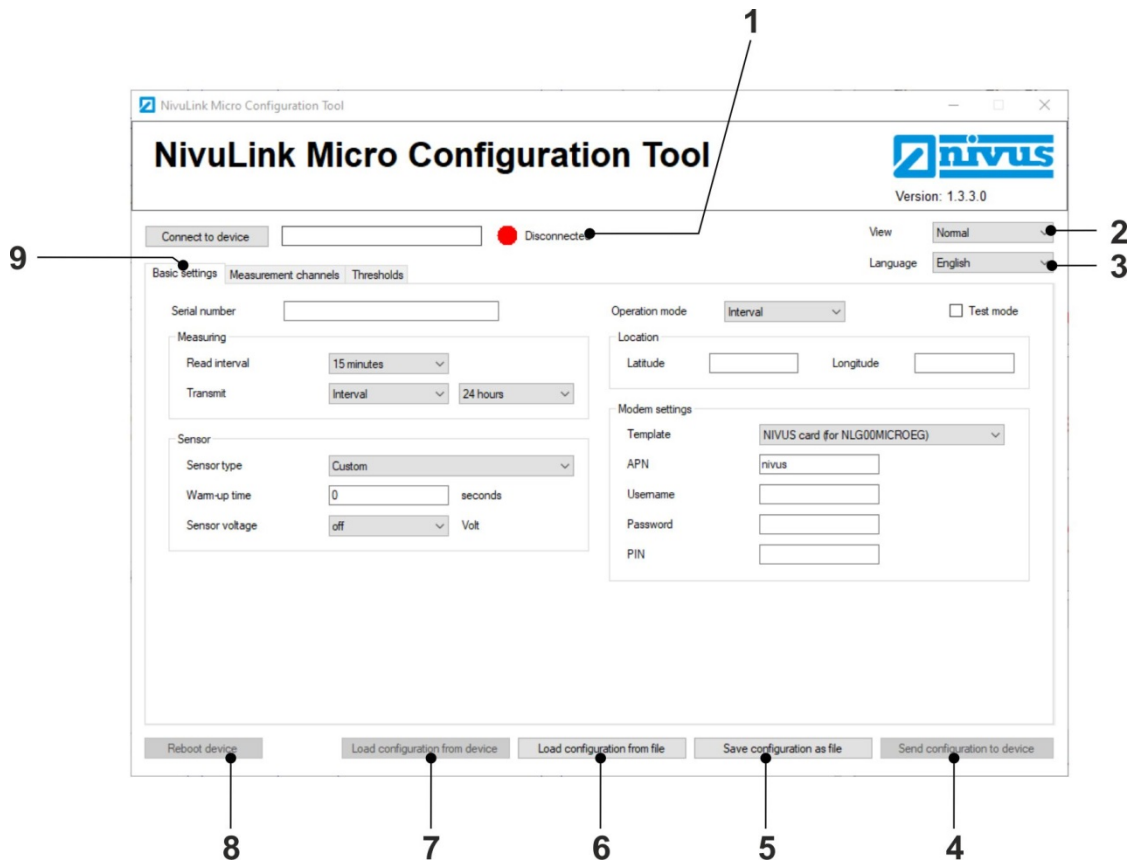 1
NivuLink Micro Configuration Tool
NivuLink Micro Configuration Tool
nivus
Version: 1.3.3.0
Connect to device
Disconnected
View Normal 2
Language English 3
9
Basic settings Measurement channels Thresholds
Serial number
Operation mode Interval Test mode
Measuring
Location
Read interval 15 minutes
Latitude Longitude
Transmit Interval 24 hours
Modem settings
Template NIVUS card (for NLG00MICROEG)
Sensor
Sensor type Custom
APN nivus
Warm-up time 0 seconds
Username
Sensor voltage off Volt
Password
PIN
Reboot device Load configuration from device Load configuration from file Save configuration as file Send configuration to device
8 7 6 5 4